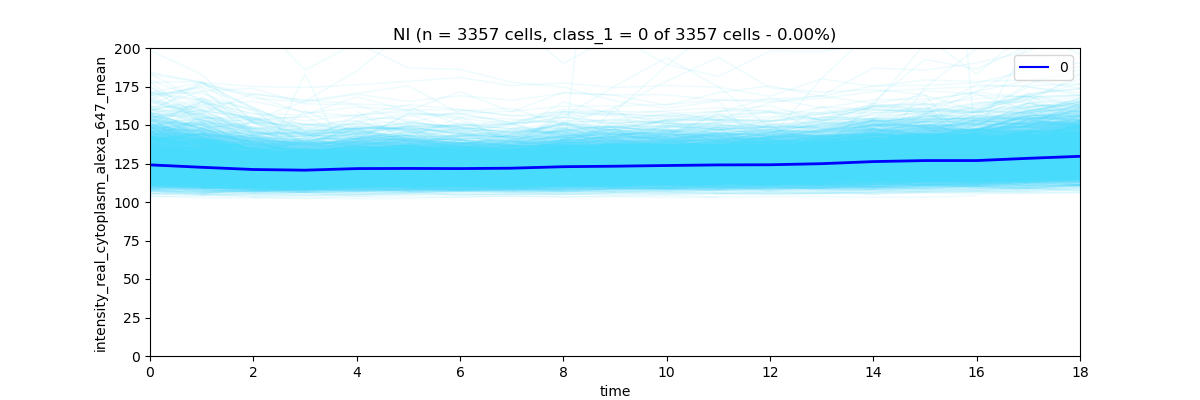 NI (n = 3357 cells, class_1 = 0 of 3357 cells - 0.00%)
intensity_real_cytoplasm_alexa_647_mean
200
175
150
125
100
75
50
25
0
0
0 2 4 6 8 10 12 14 16 18
time